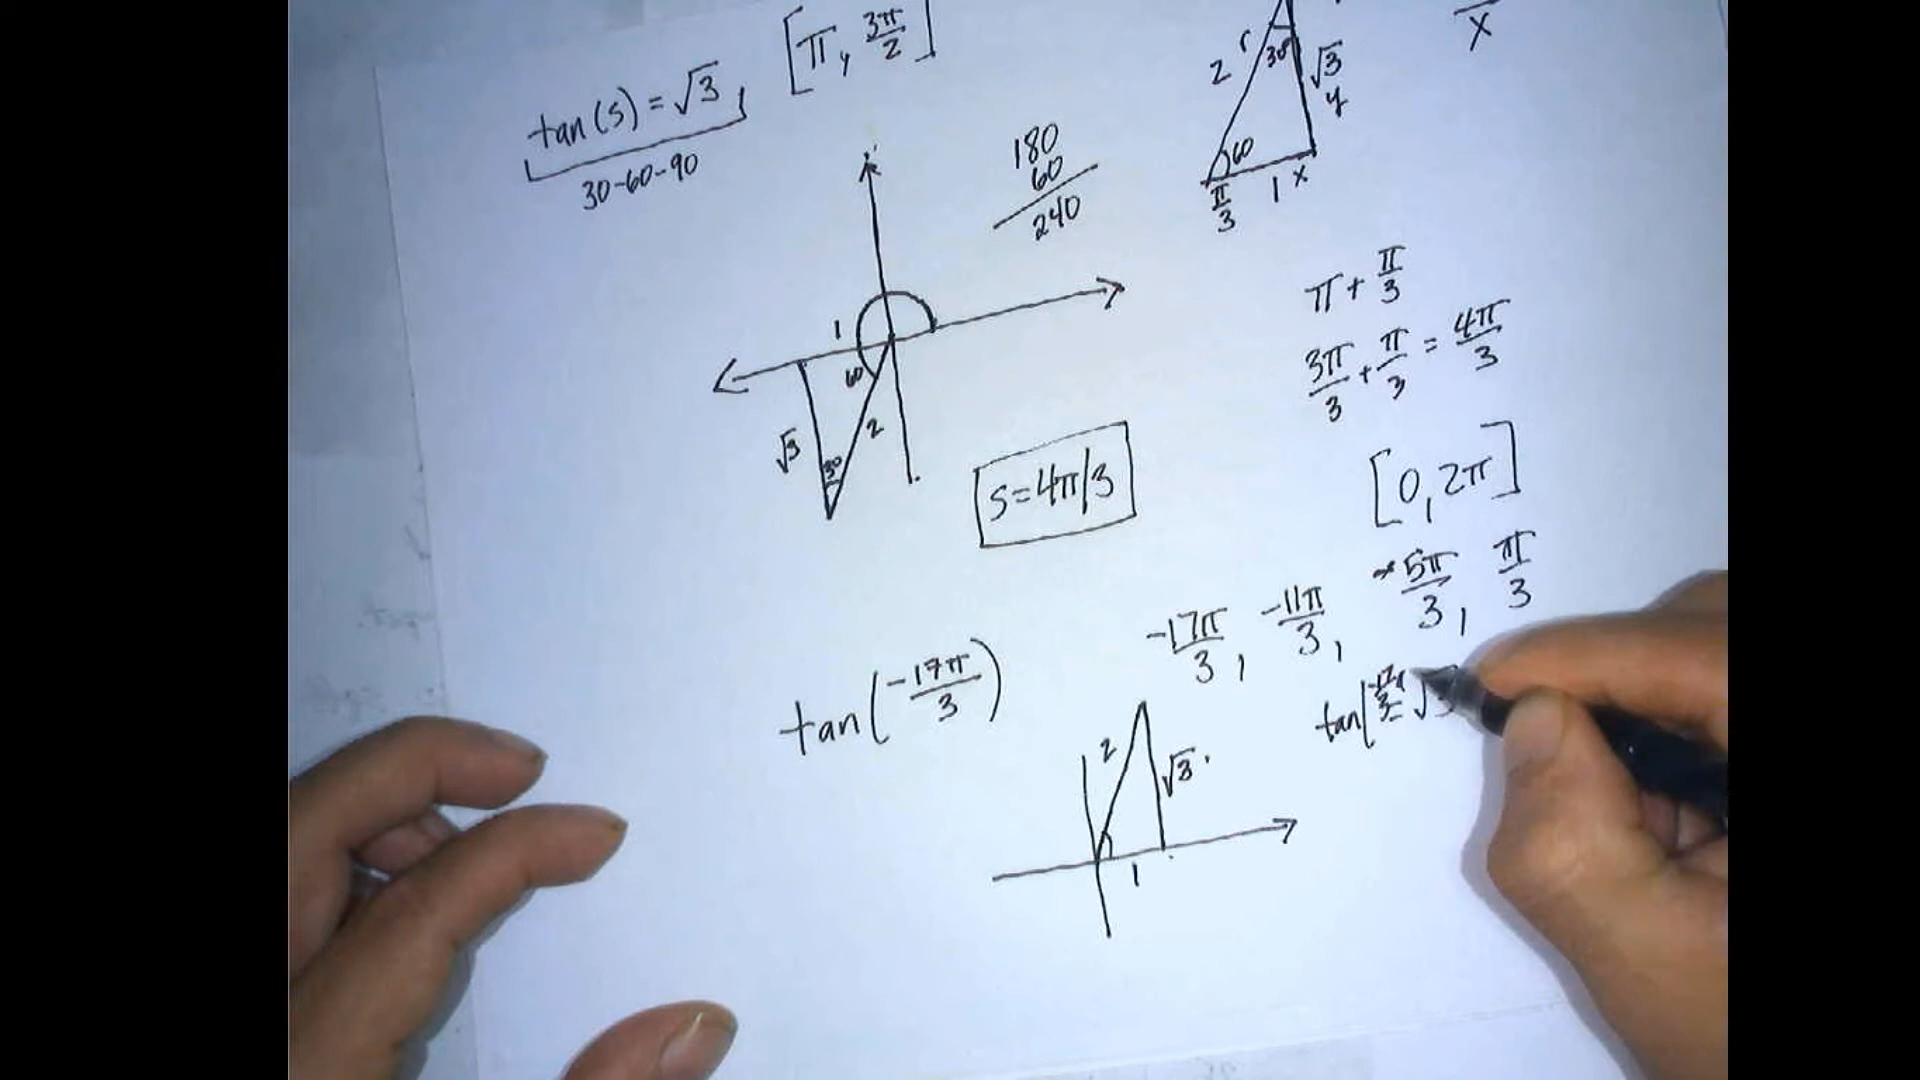 tan(s) = √3, [π, 3π/2]
30-60-90
180
60
240
2 r 30 √3 y
60
π/3 1 x
x
1
60
√3 30 2
π + π/3
3π/3 + π/3 = 4π/3
s = 4π/3
[0, 2π]
-17π/3, -11π/3, -5π/3, π/3
tan(-17π/3)
2 √3
1